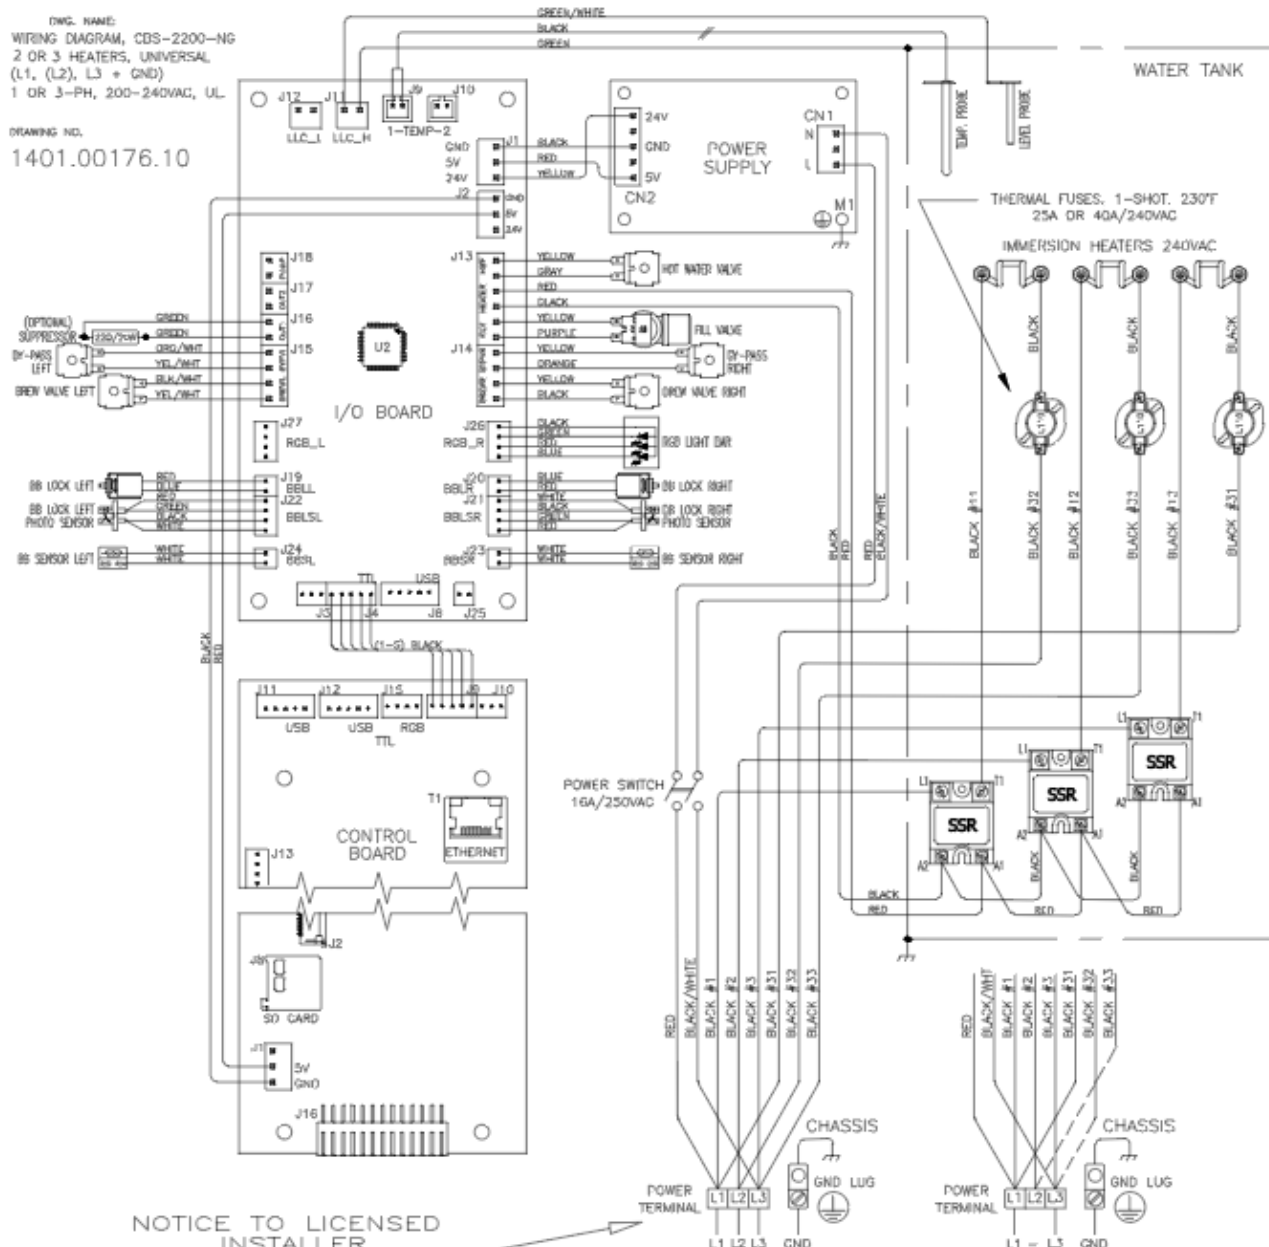 DWG. NAME:
WIRING DIAGRAM, CBS-2200-NG
2 OR 3 HEATERS, UNIVERSAL
(L1, (L2), L3 + GND)
1 OR 3-PH, 200-240VAC, UL
DRAWING NO.
1401.00176.10
GREEN/WHITE
BLACK
GREEN
WATER TANK
TEMP. PROBE
LEVEL PROBE
J12
J11
J9
J10
LLC_L
LLC_H
1-TEMP-2
J1
GND
5V
24V
BLACK
RED
YELLOW
J2
GND
5V
24V
24V
GND
5V
CN2
POWER
SUPPLY
CN1
N
L
M1
THERMAL FUSES, 1-SHOT, 230°F
25A OR 40A/240VAC
IMMERSION HEATERS 240VAC
J18
J17
J16
J15
J13
J14
YELLOW
GRAY
RED
BLACK
YELLOW
PURPLE
YELLOW
ORANGE
YELLOW
BLACK
HOT WATER VALVE
FILL VALVE
BY-PASS
RIGHT
BREW VALVE RIGHT
(OPTIONAL)
SUPPRESSOR
GREEN
GREEN
BY-PASS
LEFT
ORG/WHT
YEL/WHT
BREW VALVE LEFT
BLK/WHT
YEL/WHT
U2
I/O BOARD
J27
RGB_L
J26
RGB_R
BLACK
GREEN
RED
BLUE
RGB LIGHT BAR
BB LOCK LEFT
RED
BLUE
J19
BBLL
J20
BBLR
BLUE
RED
BB LOCK RIGHT
BB LOCK LEFT
PHOTO SENSOR
RED
GREEN
BLACK
WHITE
J22
BBLSL
J21
BBLSR
WHITE
BLACK
GREEN
RED
BB LOCK RIGHT
PHOTO SENSOR
BB SENSOR LEFT
WHITE
WHITE
J24
BBSL
J23
BBSR
WHITE
WHITE
BB SENSOR RIGHT
TTL
USB
J3
J4
J8
J25
BLACK
BLACK
RED
BLACK
RED
RED
BLACK/WHITE
BLACK #11
BLACK #32
BLACK #12
BLACK #33
BLACK #13
BLACK #31
BLACK
BLACK
BLACK
J11
J12
J15
J9
J10
USB
USB
RGB
TTL
T1
ETHERNET
CONTROL
BOARD
J13
J2
SD CARD
J1
5V
GND
J16
POWER SWITCH
16A/250VAC
L1
T1
SSR
A2
A1
L1
T1
SSR
A2
A1
L1
T1
SSR
A2
A1
BLACK
RED
BLACK
RED
BLACK
RED
RED
BLACK/WHITE
BLACK #1
BLACK #2
BLACK #3
BLACK #31
BLACK #32
BLACK #33
RED
BLACK/WHT
BLACK #1
BLACK #2
BLACK #3
BLACK #31
BLACK #32
BLACK #33
CHASSIS
GND LUG
POWER
TERMINAL
L1 L2 L3
L1 L2 L3 GND
CHASSIS
GND LUG
POWER
TERMINAL
L1 L2 L3
L1 - L3 GND
NOTICE TO LICENSED
INSTALLER